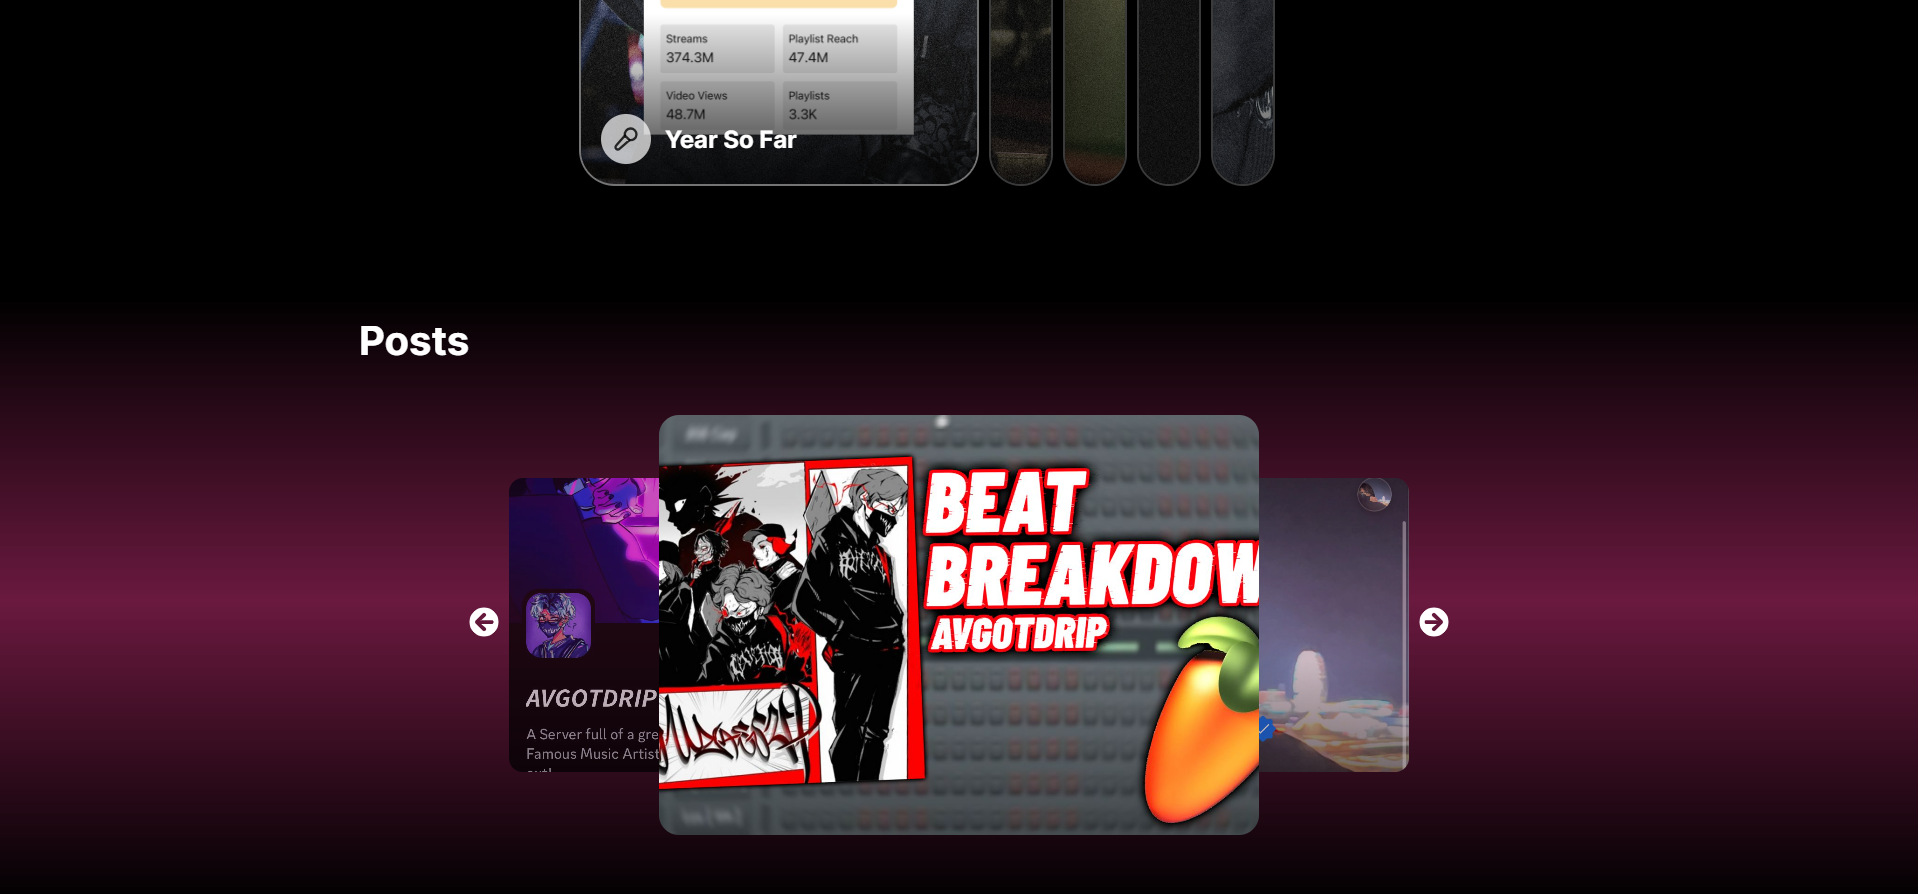 Streams
374.3M
Playlist Reach
47.4M
Video Views
48.7M
Playlists
3.3K
Year So Far
Posts
BEAT
BREAKDOW
AVGOTDRIP
AVGOTDRIP
A Server full of a gre
Famous Music Artist
out!